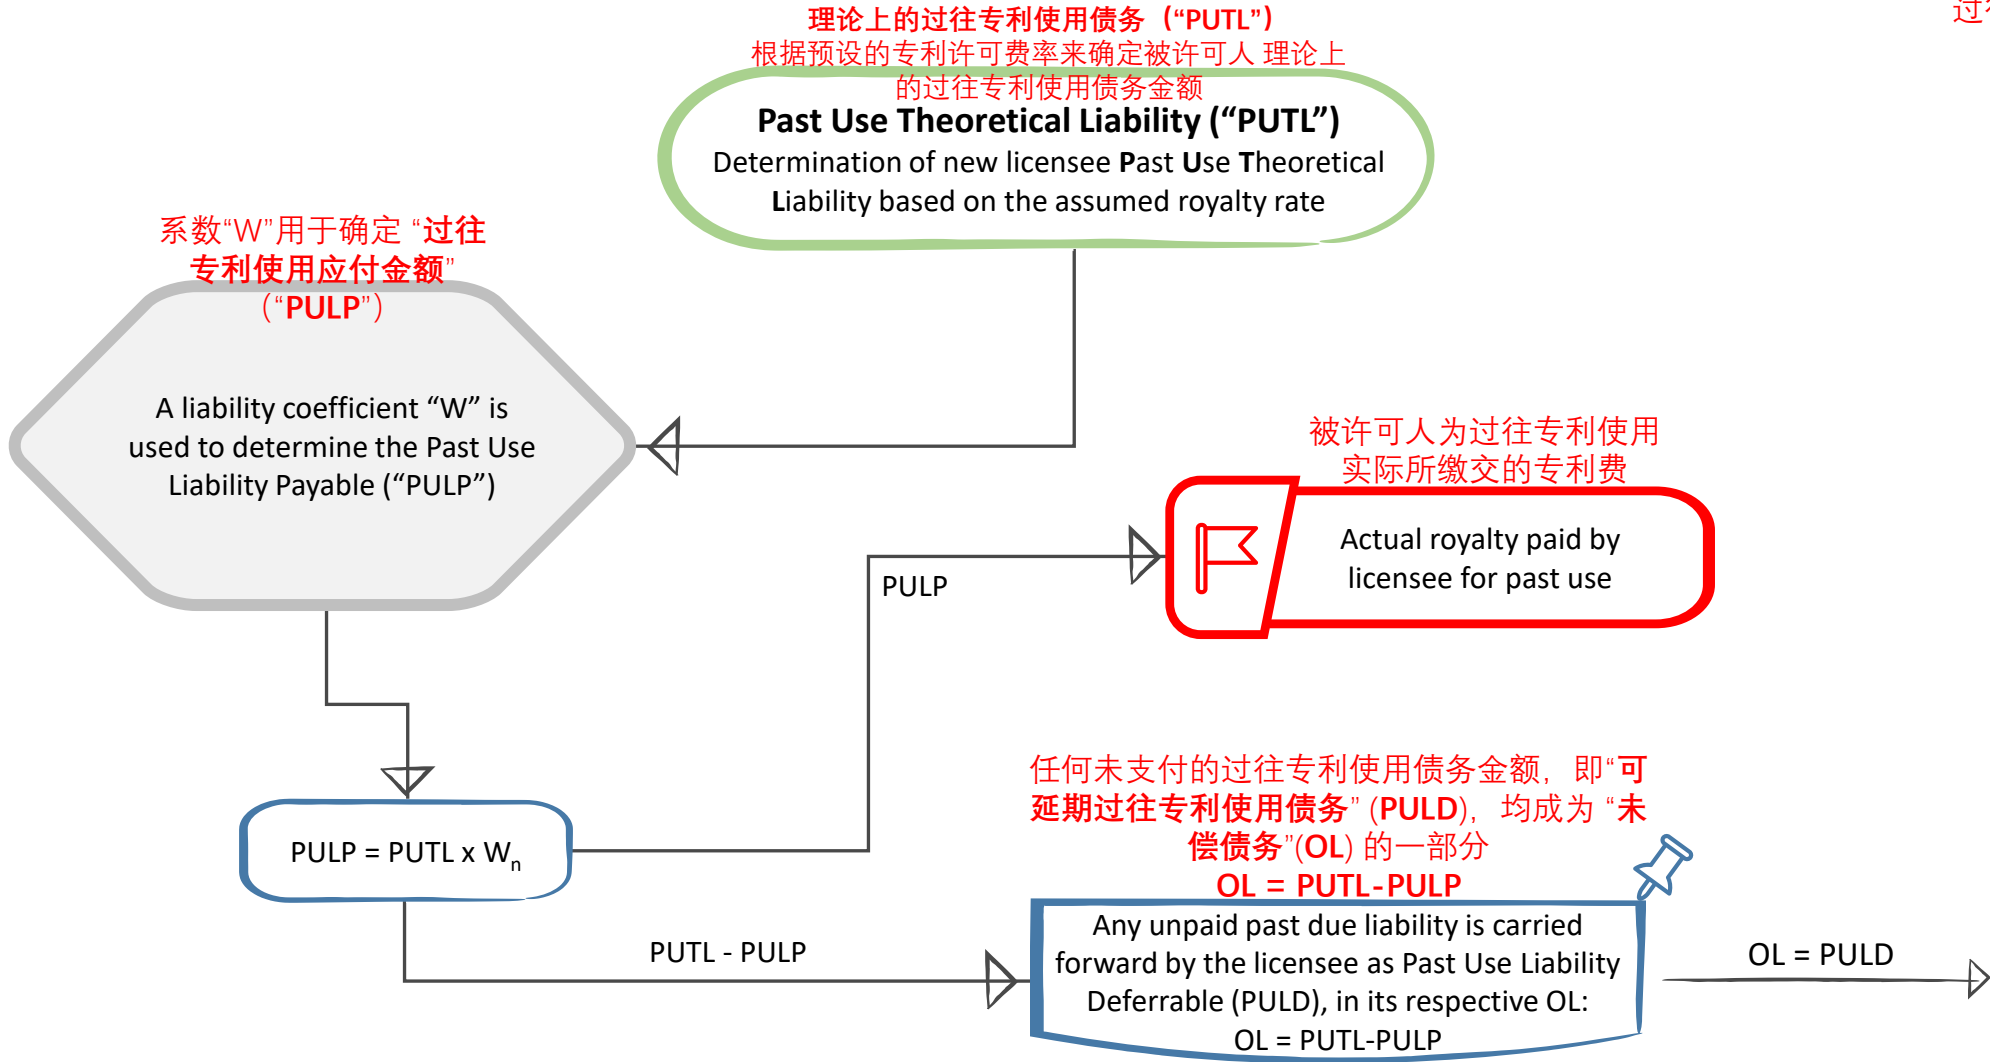 理论上的过往专利使用债务（“PUTL”）
根据预设的专利许可费率来确定被许可人 理论上
的过往专利使用债务金额
Past Use Theoretical Liability (“PUTL”)
Determination of new licensee Past Use Theoretical
Liability based on the assumed royalty rate
系数“W”用于确定 “过往
专利使用应付金额”
（“PULP”）
A liability coefficient “W” is
used to determine the Past Use
Liability Payable (“PULP”)
被许可人为过往专利使用
实际所缴交的专利费
Actual royalty paid by
licensee for past use
PULP
PULP = PUTL x Wn
任何未支付的过往专利使用债务金额，即“可
延期过往专利使用债务” (PULD)，均成为 “未
偿债务”(OL) 的一部分
OL = PUTL-PULP
Any unpaid past due liability is carried
forward by the licensee as Past Use Liability
Deferrable (PULD), in its respective OL:
OL = PUTL-PULP
PUTL - PULP
OL = PULD